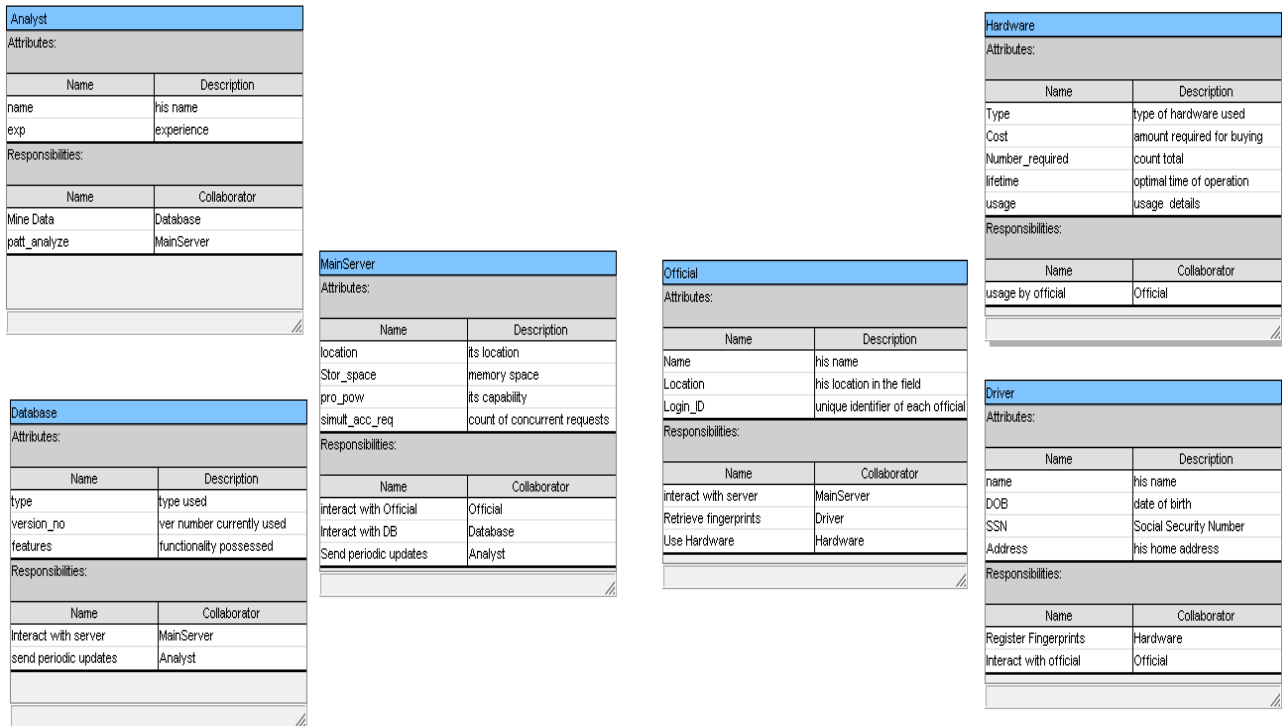 Analyst
Attributes:
Name Description
name his name
exp experience
Responsibilities:
Name Collaborator
Mine Data Database
patt_analyze MainServer
Database
Attributes:
Name Description
type type used
version_no ver number currently used
features functionality possessed
Responsibilities:
Name Collaborator
Interact with server MainServer
send periodic updates Analyst
MainServer
Attributes:
Name Description
location its location
Stor_space memory space
pro_pow its capability
simult_acc_req count of concurrent requests
Responsibilities:
Name Collaborator
interact with Official Official
Interact with DB Database
Send periodic updates Analyst
Official
Attributes:
Name Description
Name his name
Location his location in the field
Login_ID unique identifier of each official
Responsibilities:
Name Collaborator
interact with server MainServer
Retrieve fingerprints Driver
Use Hardware Hardware
Hardware
Attributes:
Name Description
Type type of hardware used
Cost amount required for buying
Number_required count total
lifetime optimal time of operation
usage usage details
Responsibilities:
Name Collaborator
usage by official Official
Driver
Attributes:
Name Description
name his name
DOB date of birth
SSN Social Security Number
Address his home address
Responsibilities:
Name Collaborator
Register Fingerprints Hardware
Interact with official Official